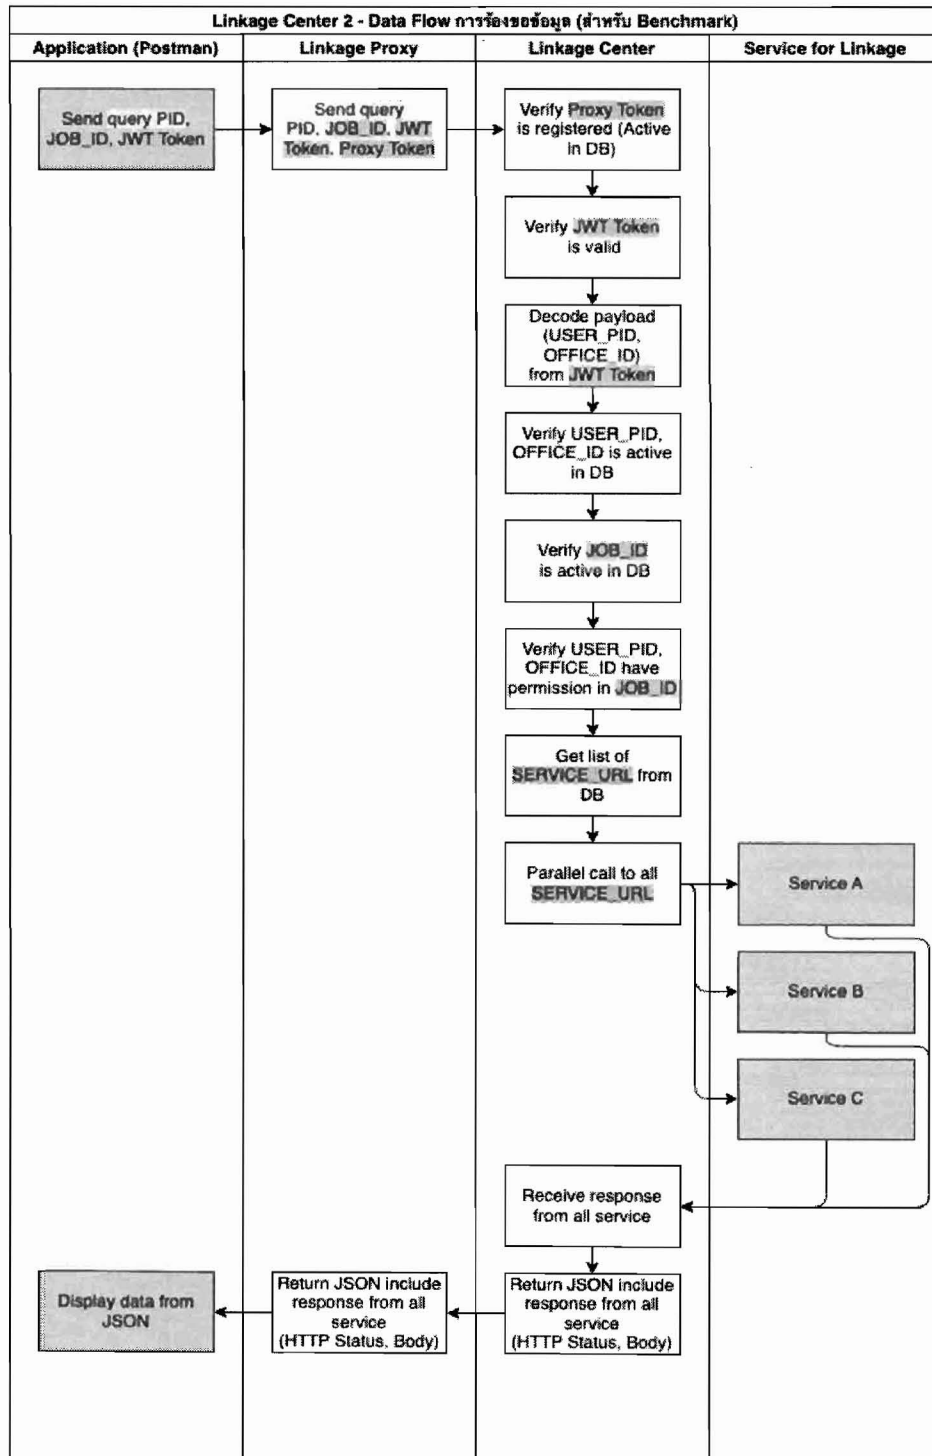 Linkage Center 2 - Data Flow การร้องขอข้อมูล (สำหรับ Benchmark)
Application (Postman)
Linkage Proxy
Linkage Center
Service for Linkage
Send query PID,
JOB_ID, JWT Token
Send query
PID, JOB_ID, JWT
Token, Proxy Token
Verify Proxy Token
is registered (Active
in DB)
Verify JWT Token
is valid
Decode payload
(USER_PID,
OFFICE_ID)
from JWT Token
Verify USER_PID,
OFFICE_ID is active
in DB
Verify JOB_ID
is active in DB
Verify USER_PID,
OFFICE_ID have
permission in JOB_ID
Get list of
SERVICE_URL from
DB
Parallel call to all
SERVICE_URL
Service A
Service B
Service C
Receive response
from all service
Display data from
JSON
Return JSON include
response from all
service
(HTTP Status, Body)
Return JSON include
response from all
service
(HTTP Status, Body)